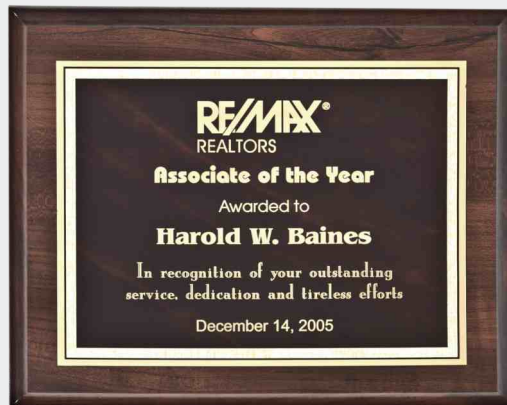 RE/MAX®
REALTORS
Associate of the Year
Awarded to
Harold W. Baines
In recognition of your outstanding
service, dedication and tireless efforts
December 14, 2005